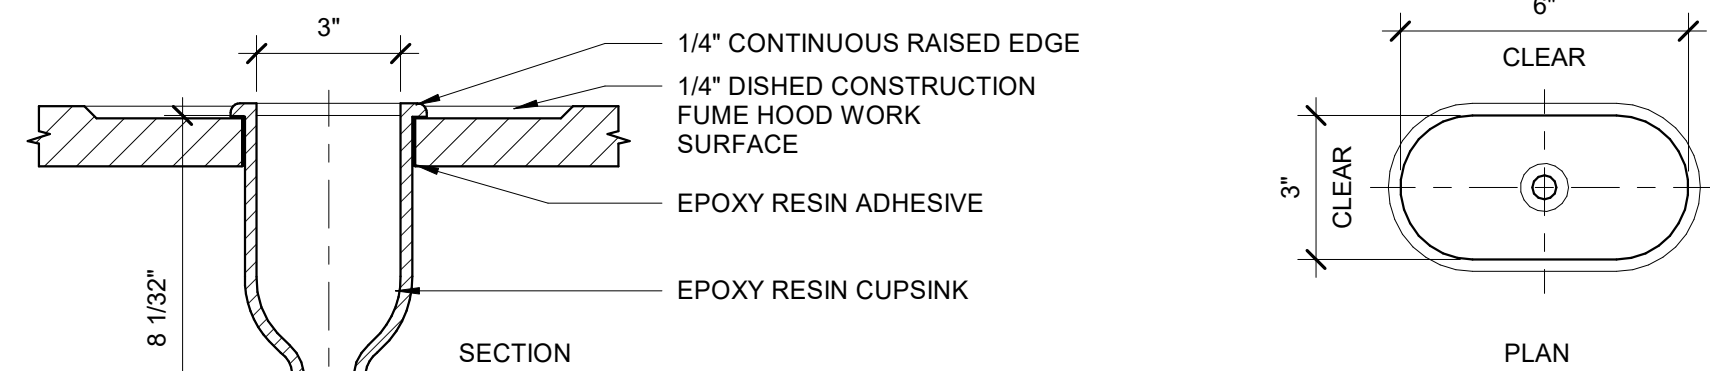 3"
1/4" CONTINUOUS RAISED EDGE
1/4" DISHED CONSTRUCTION
FUME HOOD WORK
SURFACE
EPOXY RESIN ADHESIVE
EPOXY RESIN CUPSINK
8 1/32"
SECTION
6"
CLEAR
3"
CLEAR
PLAN